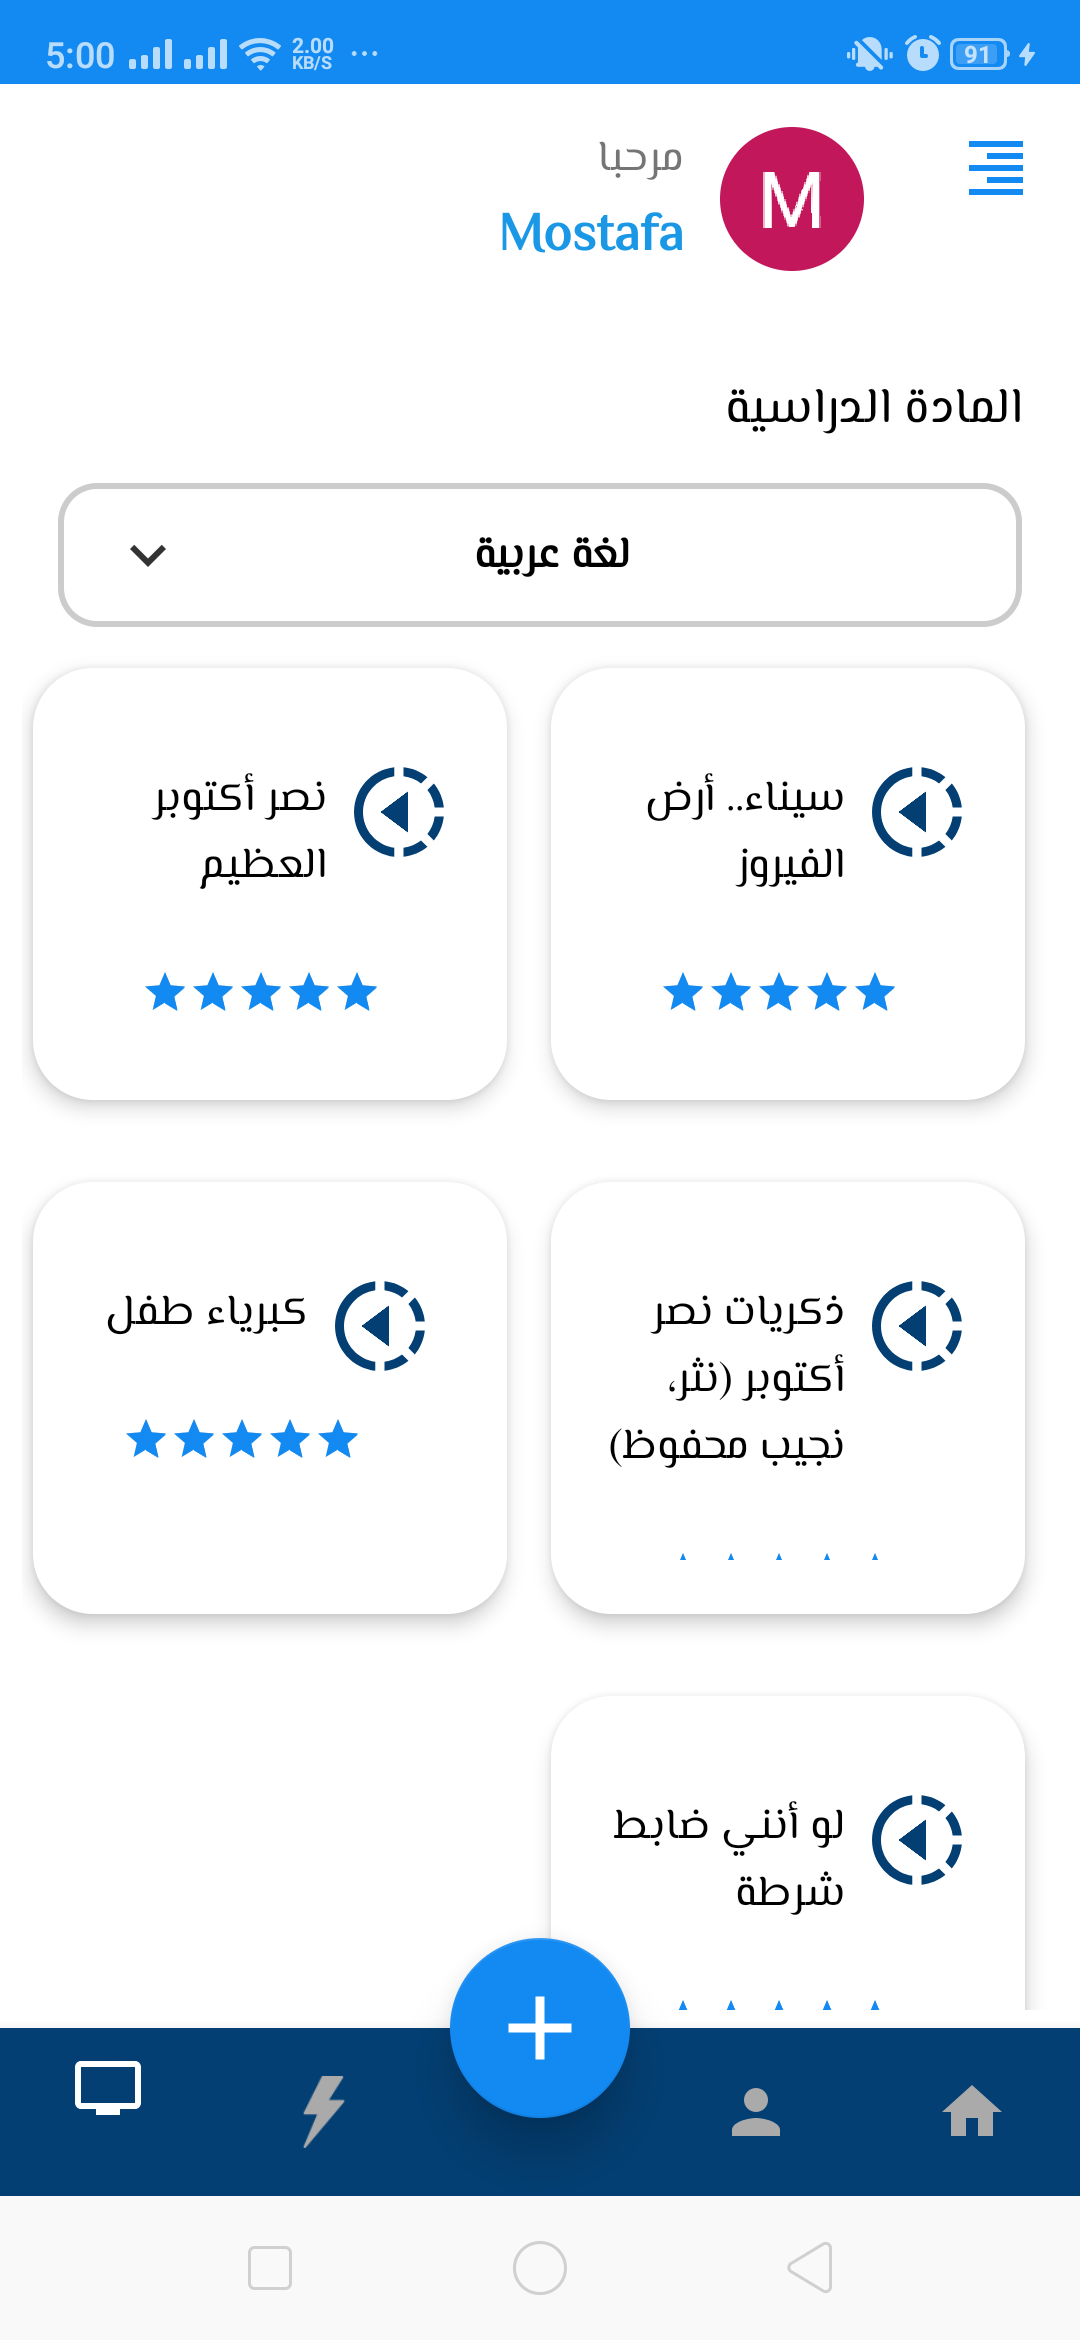 5:00
2.00
KB/S
91
مرحبا
M
Mostafa
المادة الدراسية
لغة عربية
سيناء.. أرض
الفيروز
نصر أكتوبر
العظيم
ذكريات نصر
أكتوبر (نثر،
نجيب محفوظ)
كبرياء طفل
لو أنني ضابط
شرطة